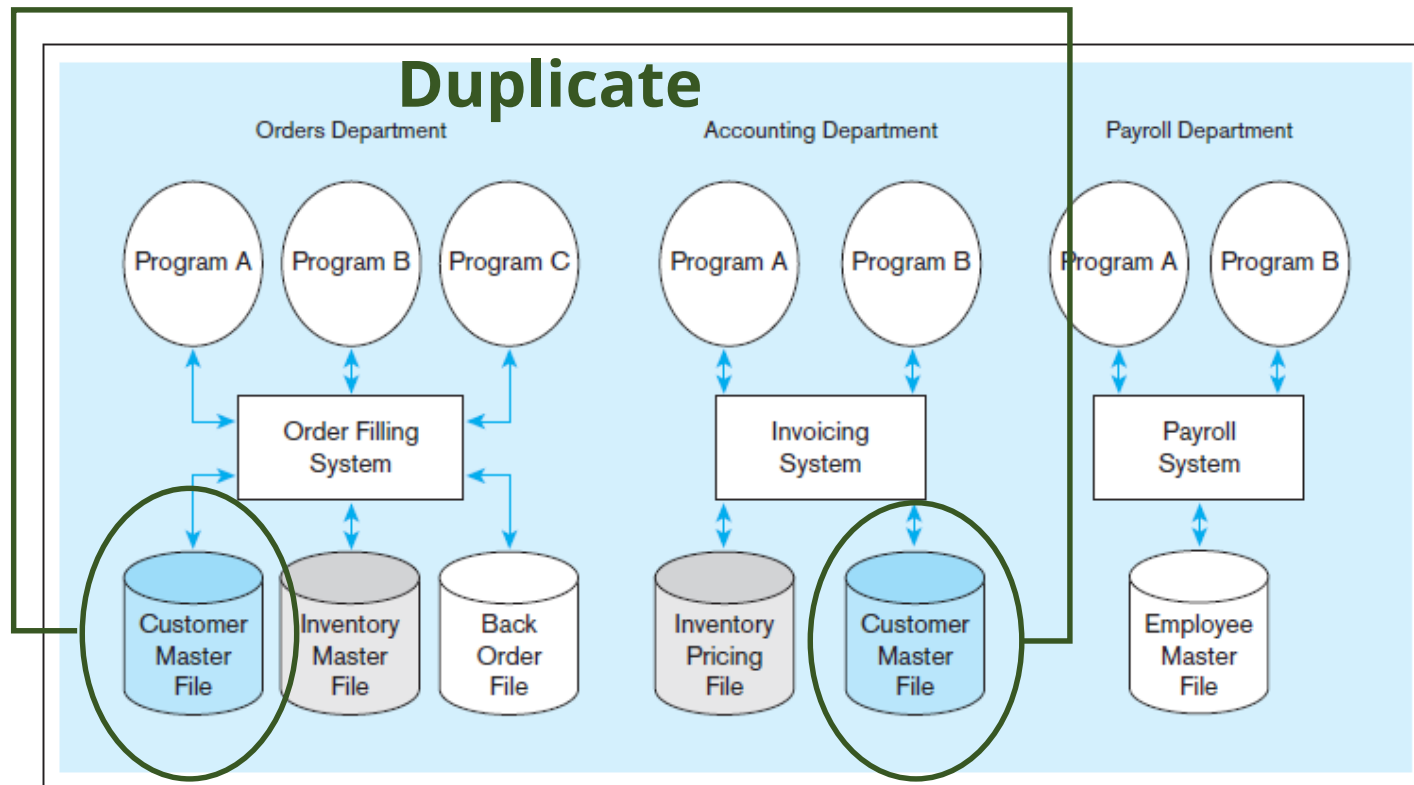 Duplicate
Orders Department
Accounting Department
Payroll Department
Program A
Program B
Program C
Program A
Program B
Program A
Program B
Order Filling
System
Invoicing
System
Payroll
System
Customer
Master
File
Inventory
Master
File
Back
Order
File
Inventory
Pricing
File
Customer
Master
File
Employee
Master
File